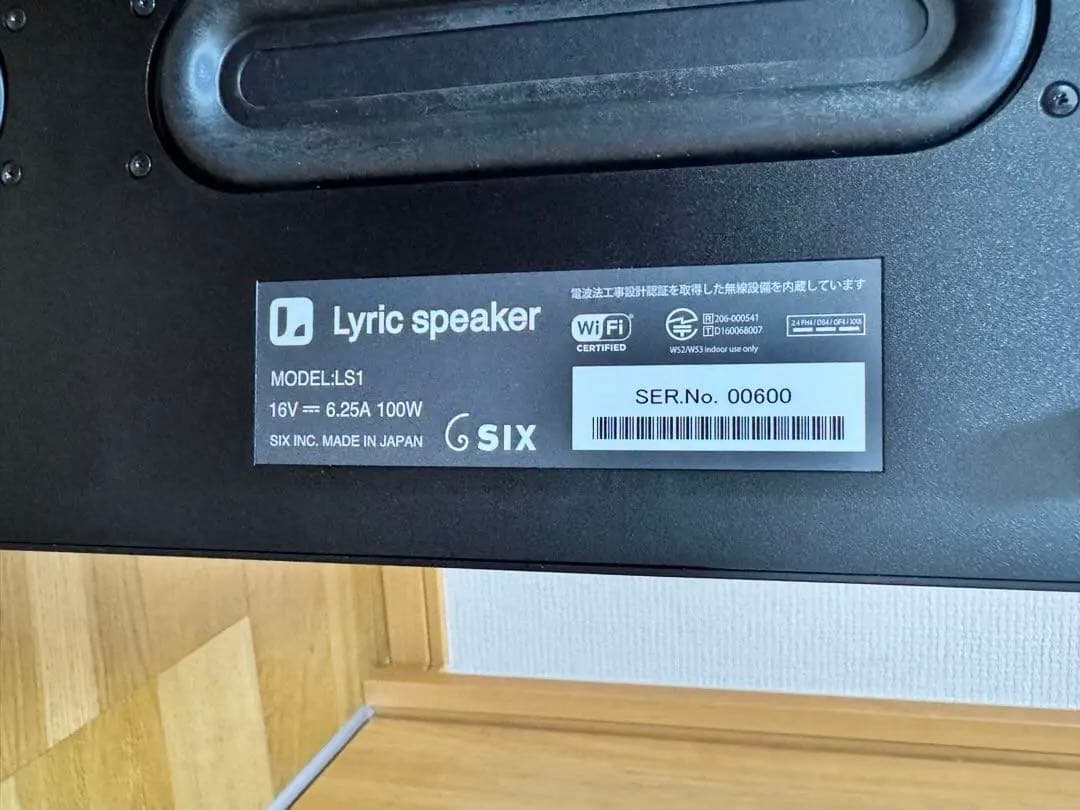 Lyric speaker
MODEL:LS1
16V ⎓ 6.25A 100W
SIX INC. MADE IN JAPAN
SIX
電波法工事設計認証を取得した無線設備を内蔵しています
Wi Fi
CERTIFIED
R 206-000541
T D160068007
W52/W53 indoor use only
SER.No. 00600